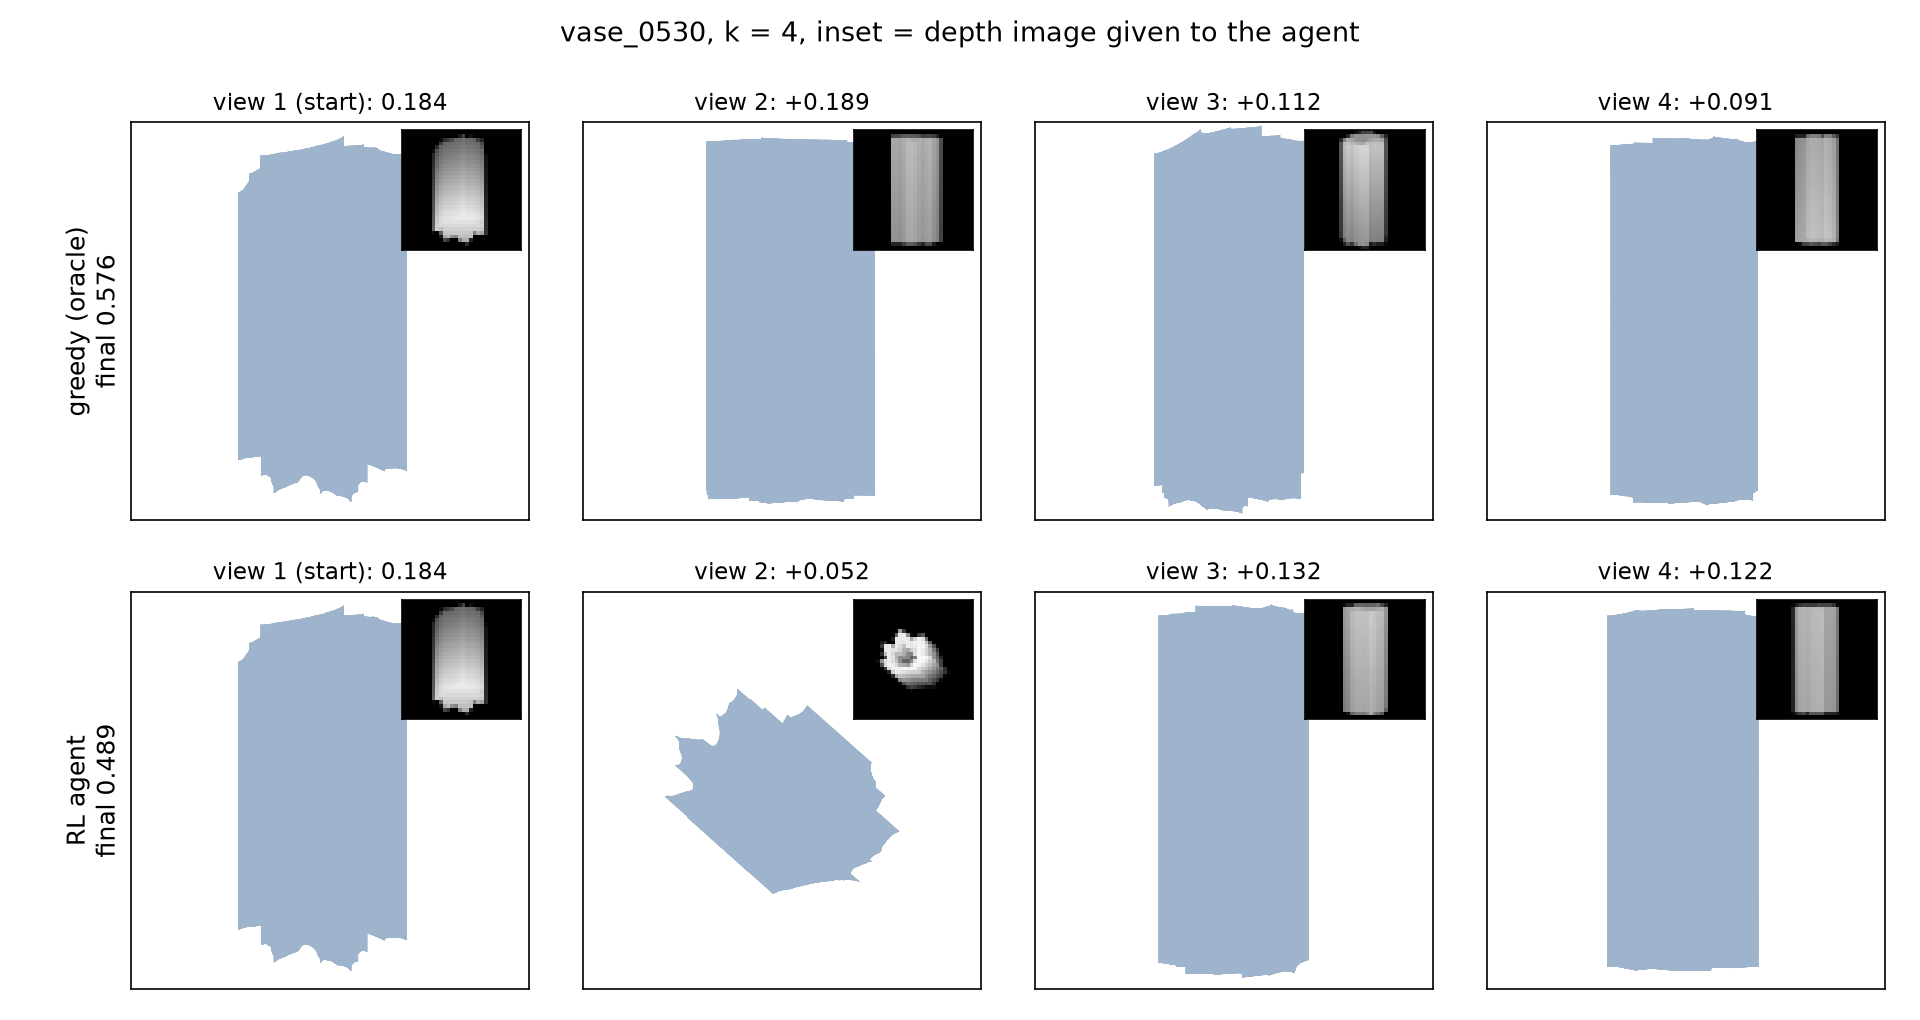 vase_0530, k = 4, inset = depth image given to the agent
view 1 (start): 0.184
view 2: +0.189
view 3: +0.112
view 4: +0.091
greedy (oracle)
final 0.576
view 1 (start): 0.184
view 2: +0.052
view 3: +0.132
view 4: +0.122
RL agent
final 0.489